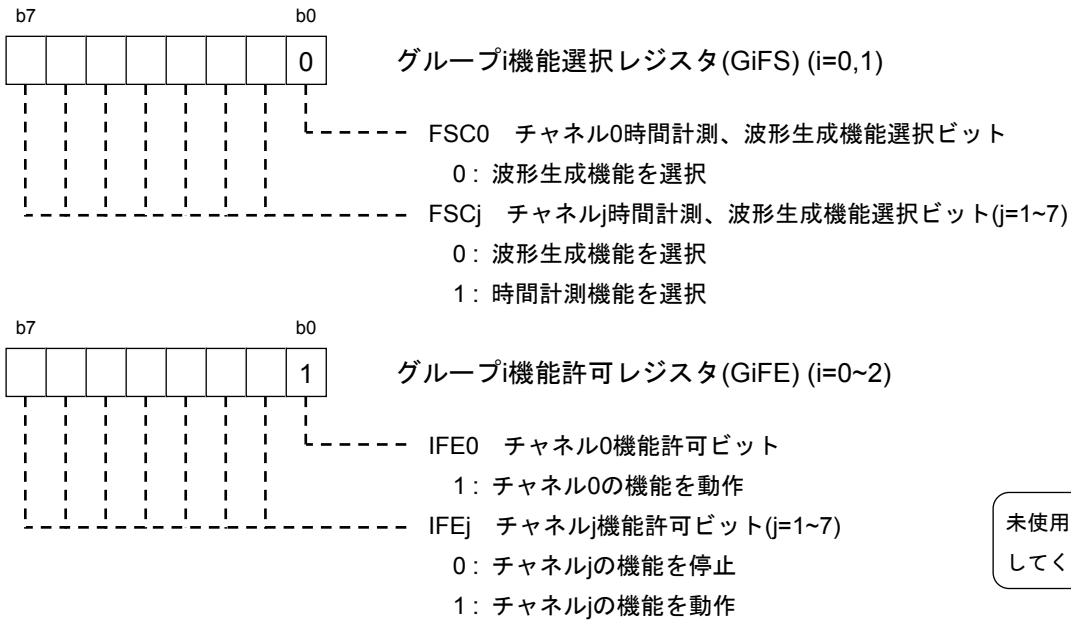 b7 b0
0 グループi機能選択レジスタ(GiFS) (i=0,1)
FSC0 チャネル0時間計測、波形生成機能選択ビット
0 : 波形生成機能を選択
FSCj チャネルj時間計測、波形生成機能選択ビット(j=1~7)
0 : 波形生成機能を選択
1 : 時間計測機能を選択
b7 b0
1 グループi機能許可レジスタ(GiFE) (i=0~2)
IFE0 チャネル0機能許可ビット
1 : チャネル0の機能を動作
IFEj チャネルj機能許可ビット(j=1~7)
0 : チャネルjの機能を停止
1 : チャネルjの機能を動作
未使用
してく